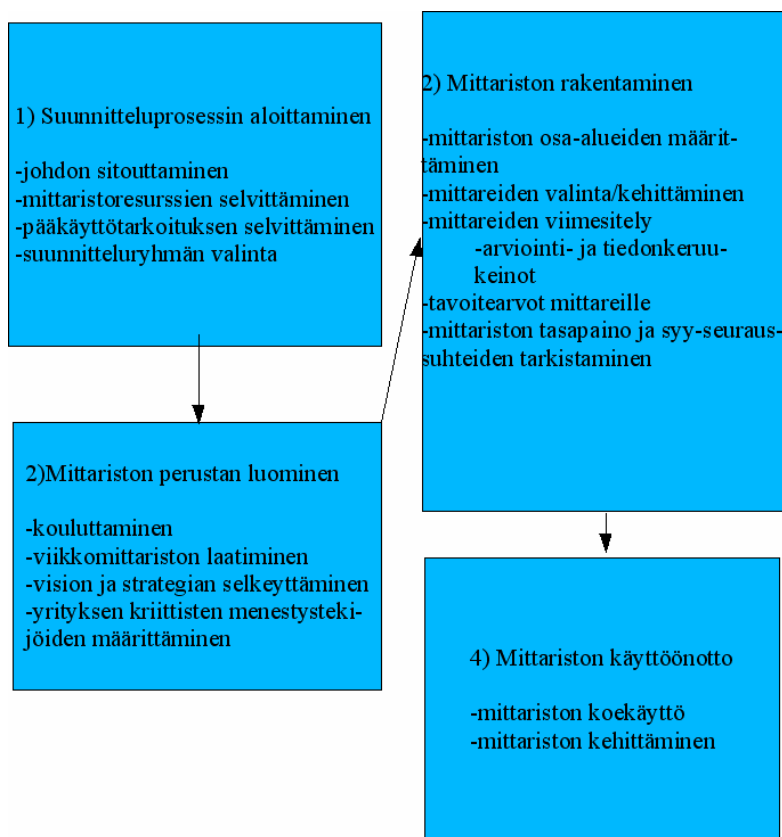 1) Suunnitteluprosessin aloittaminen
-johdon sitouttaminen
-mittaristoresurssien selvittäminen
-pääkäyttötarkoituksen selvittäminen
-suunnitteluryhmän valinta
2)Mittariston perustan luominen
-kouluttaminen
-viikkomittariston laatiminen
-vision ja strategian selkeyttäminen
-yrityksen kriittisten menestysteki-
jöiden määrittäminen
2) Mittariston rakentaminen
-mittariston osa-alueiden määrit-
täminen
-mittareiden valinta/kehittäminen
-mittareiden viimesitely
-arviointi- ja tiedonkeruu-
keinot
-tavoitearvot mittareille
-mittariston tasapaino ja syy-seuraus-
suhteiden tarkistaminen
4) Mittariston käyttöönotto
-mittariston koekäyttö
-mittariston kehittäminen